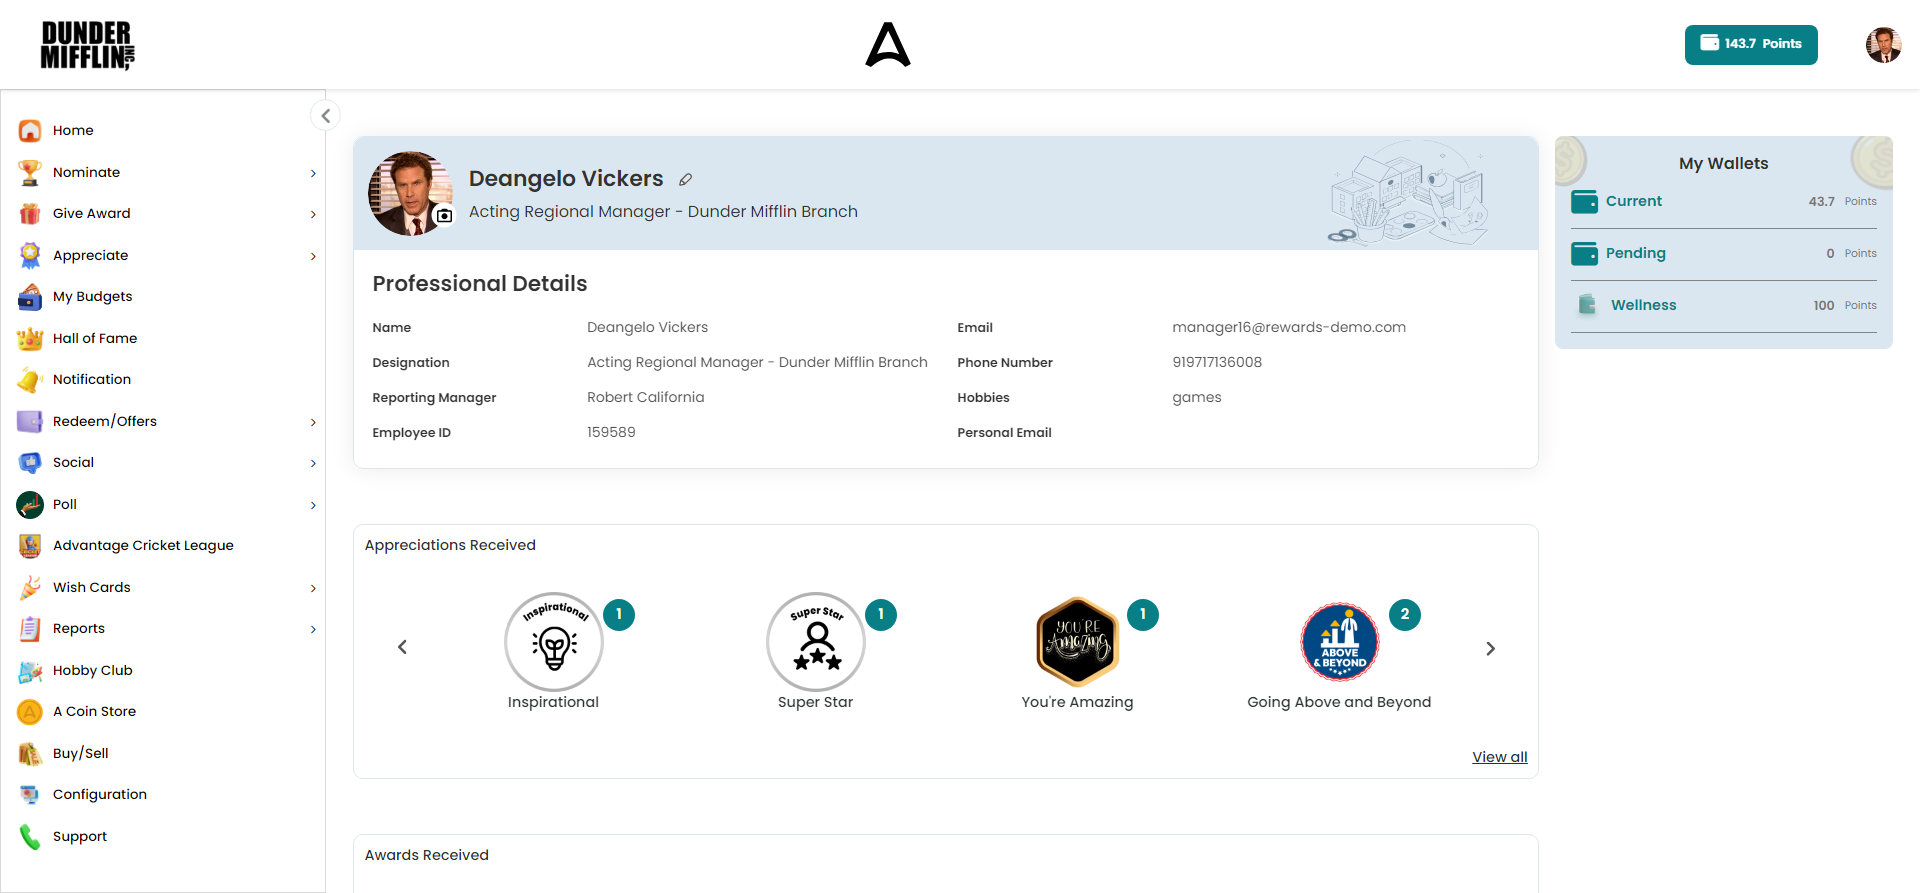 DUNDER
MIFFLIN INC,
143.7 Points
Home
Nominate
Give Award
Appreciate
My Budgets
Hall of Fame
Notification
Redeem/Offers
Social
Poll
Advantage Cricket League
Wish Cards
Reports
Hobby Club
A Coin Store
Buy/Sell
Configuration
Support
Deangelo Vickers
Acting Regional Manager - Dunder Mifflin Branch
Professional Details
Name Deangelo Vickers Email manager16@rewards-demo.com
Designation Acting Regional Manager - Dunder Mifflin Branch Phone Number 919717136008
Reporting Manager Robert California Hobbies games
Employee ID 159589 Personal Email
My Wallets
Current 43.7 Points
Pending 0 Points
Wellness 100 Points
Appreciations Received
Inspirational 1
Super Star 1
YOU'RE Amazing 1
ABOVE & BEYOND 2
Inspirational
Super Star
You're Amazing
Going Above and Beyond
View all
Awards Received